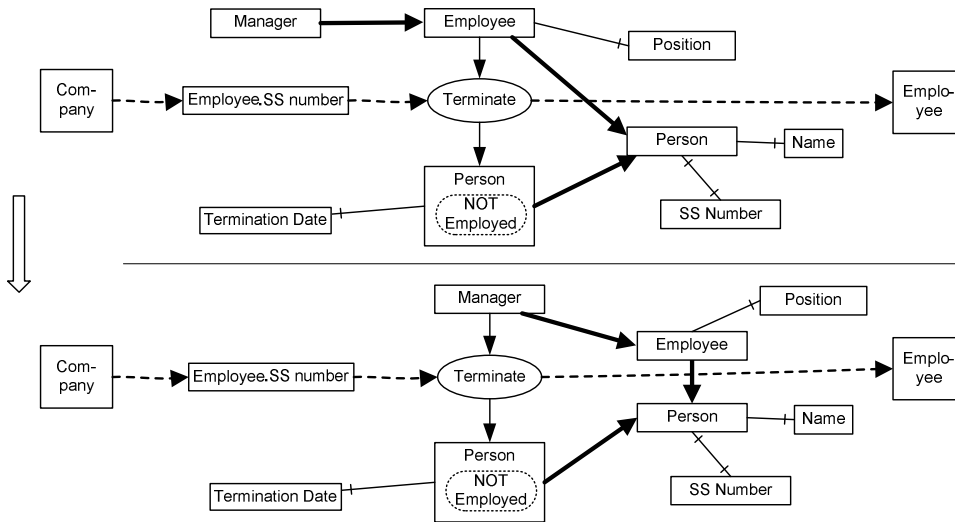 Manager
Employee
Position
Com-
pany
Employee.SS number
Terminate
Emplo-
yee
Person
Name
Person
NOT
Employed
Termination Date
SS Number
Manager
Position
Employee
Com-
pany
Employee.SS number
Terminate
Emplo-
yee
Person
Name
Person
NOT
Employed
Termination Date
SS Number